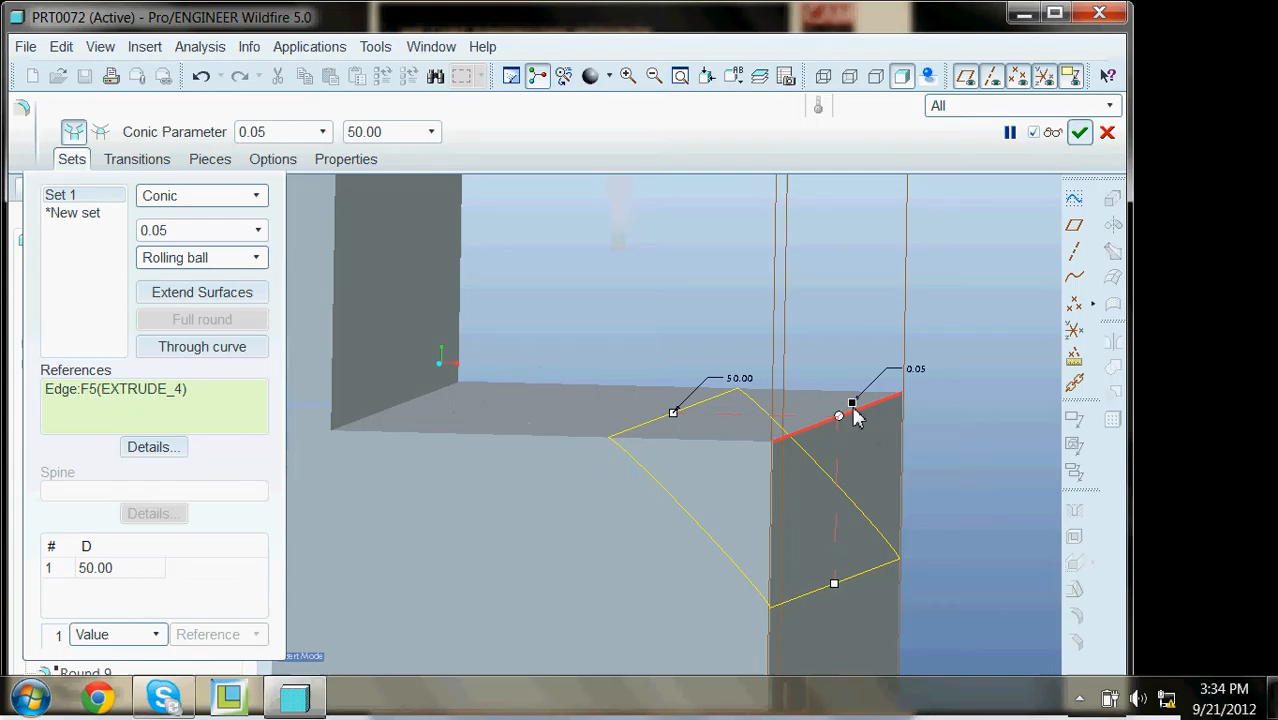 PRT0072 (Active) - Pro/ENGINEER Wildfire 5.0
File Edit View Insert Analysis Info Applications Tools Window Help
All
Conic Parameter 0.05 50.00
Sets Transitions Pieces Options Properties
Set 1
*New set
Conic
0.05
Rolling ball
Extend Surfaces
Full round
Through curve
References
Edge:F5(EXTRUDE_4)
Details...
Spine
Details...
# D
1 50.00
1 Value Reference
50.00
0.05
ert Mode
Round 9
3:34 PM
9/21/2012